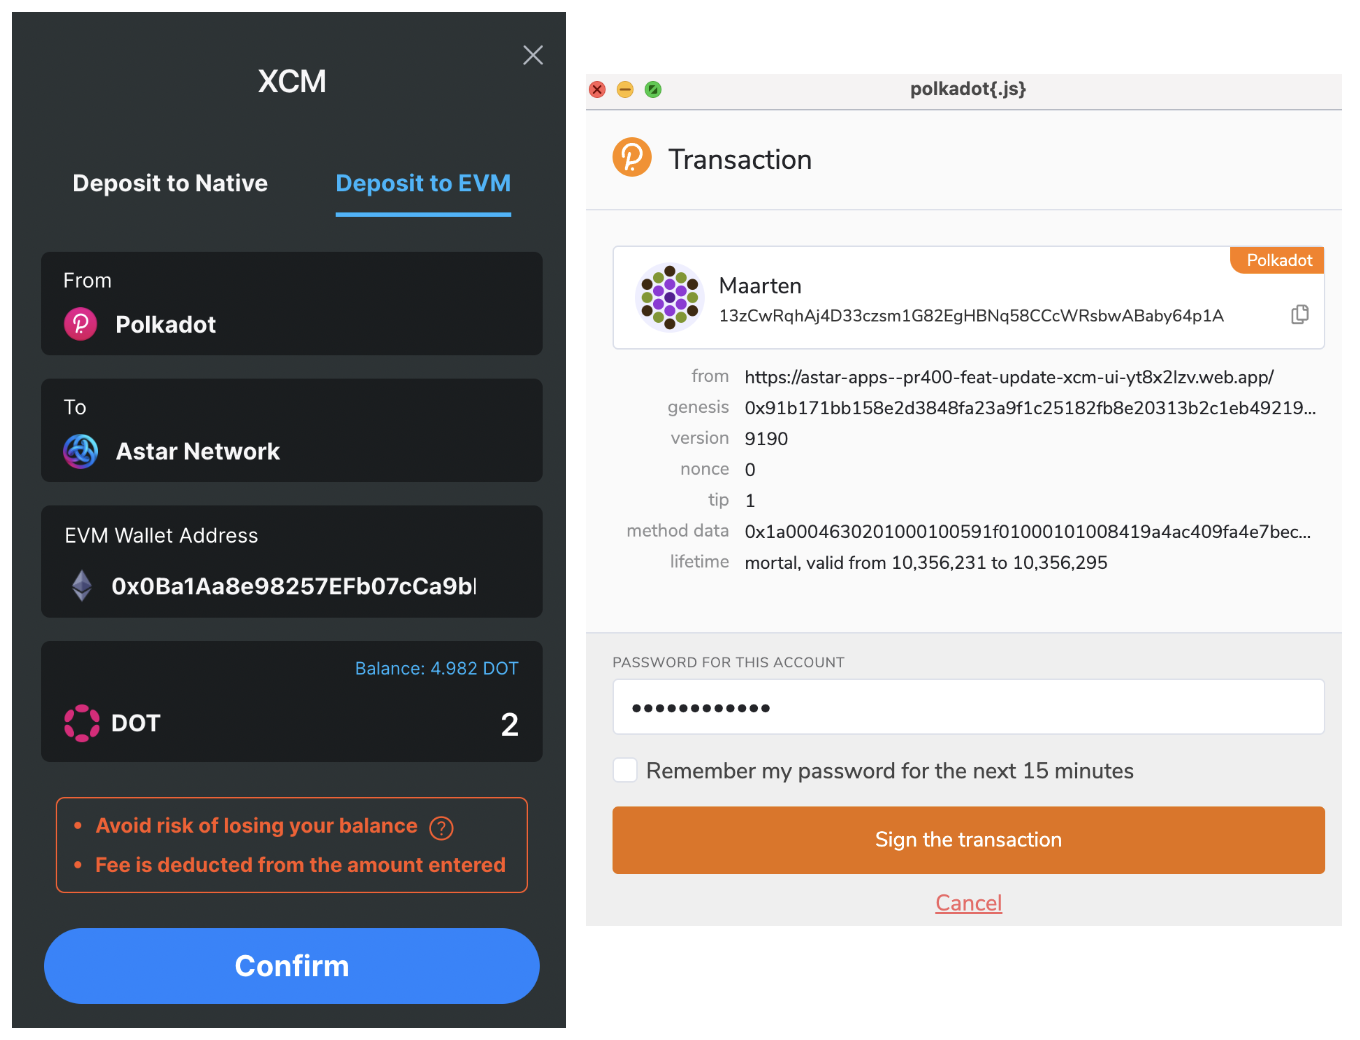 XCM
Deposit to Native
Deposit to EVM
From
Polkadot
To
Astar Network
EVM Wallet Address
0x0Ba1Aa8e98257EFb07cCa9bl
Balance: 4.982 DOT
DOT
2
• Avoid risk of losing your balance ?
• Fee is deducted from the amount entered
Confirm
polkadot{.js}
Transaction
Polkadot
Maarten
13zCwRqhAj4D33czsm1G82EgHBNq58CCcWRsbwABaby64p1A
from https://astar-apps--pr400-feat-update-xcm-ui-yt8x2lzv.web.app/
genesis 0x91b171bb158e2d3848fa23a9f1c25182fb8e20313b2c1eb49219...
version 9190
nonce 0
tip 1
method data 0x1a0004630201000100591f01000101008419a4ac409fa4e7bec...
lifetime mortal, valid from 10,356,231 to 10,356,295
PASSWORD FOR THIS ACCOUNT
••••••••••••
Remember my password for the next 15 minutes
Sign the transaction
Cancel